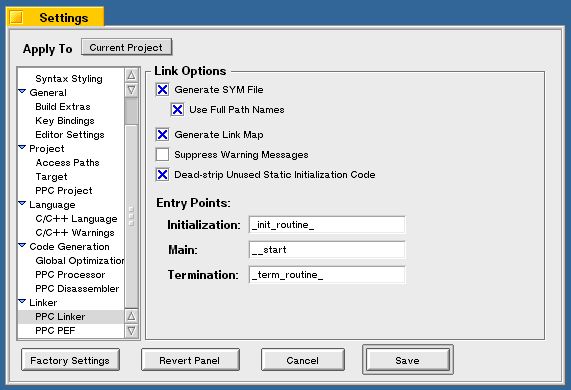 Settings
Apply To Current Project
Syntax Styling
General
Build Extras
Key Bindings
Editor Settings
Project
Access Paths
Target
PPC Project
Language
C/C++ Language
C/C++ Warnings
Code Generation
Global Optimization
PPC Processor
PPC Disassembler
Linker
PPC Linker
PPC PEF
Link Options
Generate SYM File
Use Full Path Names
Generate Link Map
Suppress Warning Messages
Dead-strip Unused Static Initialization Code
Entry Points:
Initialization: _init_routine_
Main: __start
Termination: _term_routine_
Factory Settings Revert Panel Cancel Save